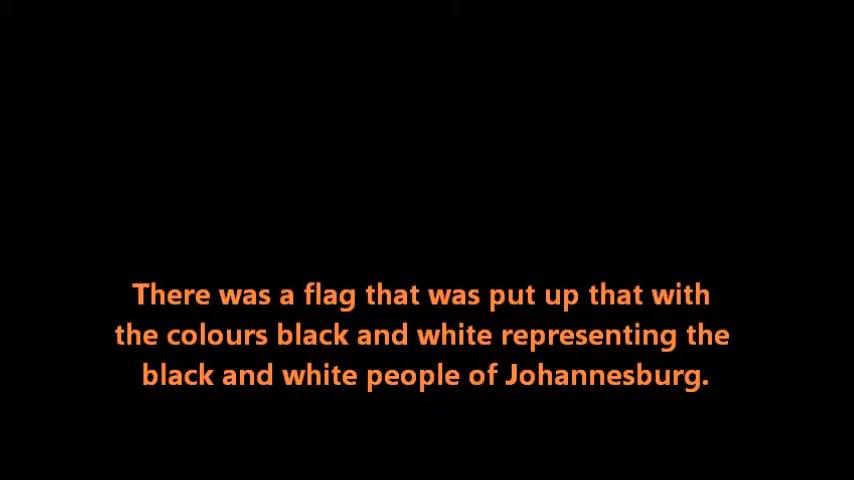 There was a flag that was put up that with
the colours black and white representing the
black and white people of Johannesburg.